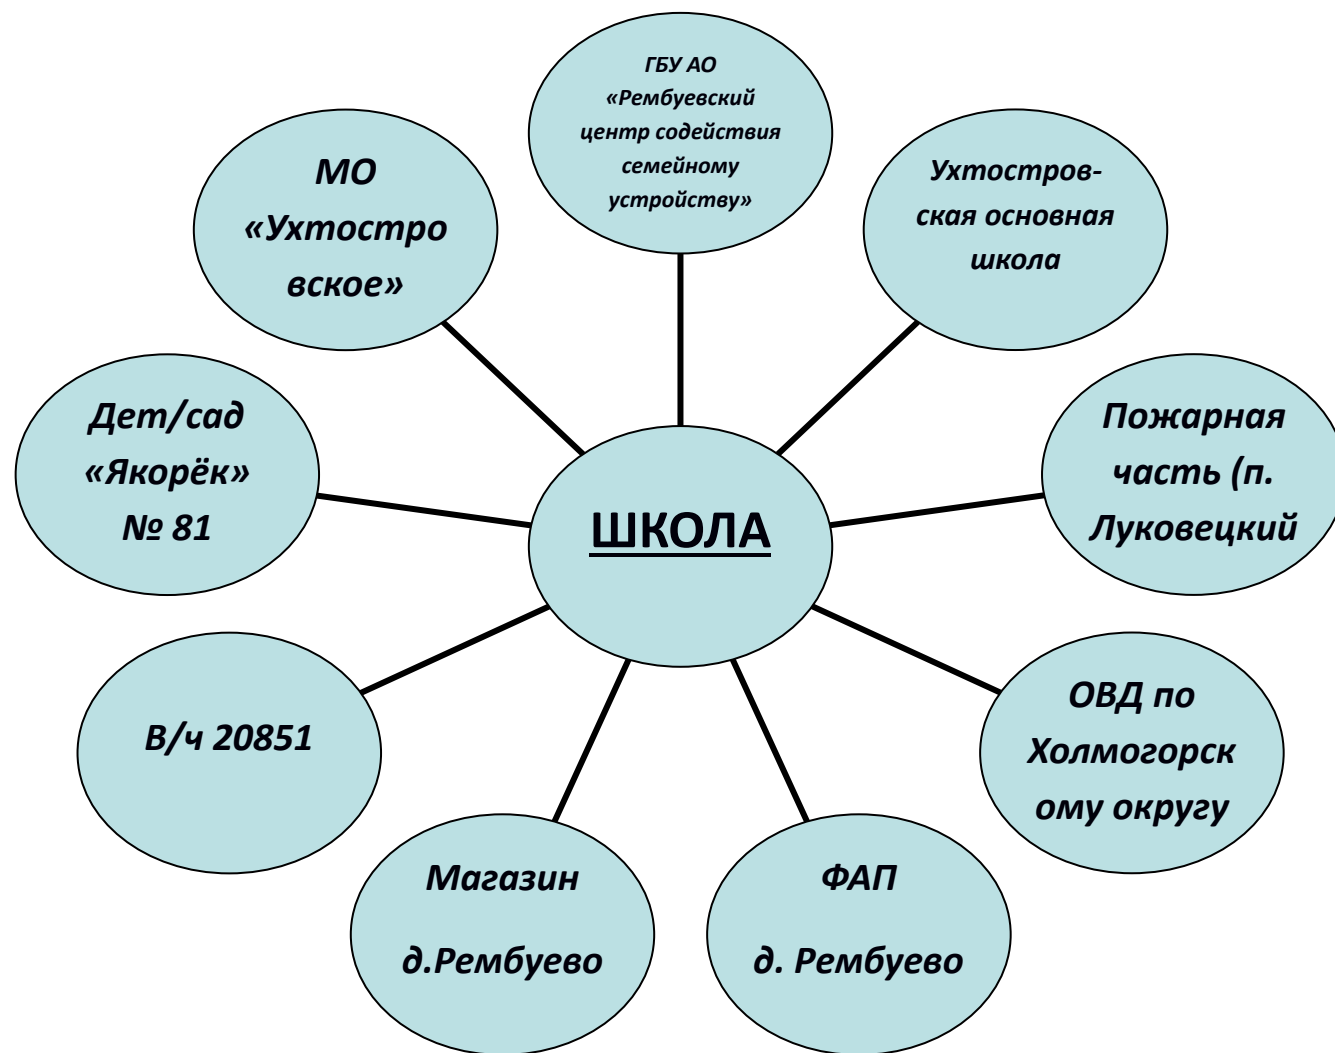 ГБУ АО
«Рембуевский
центр содействия
семейному
устройству»
МО
«Ухтостро
вское»
Ухтостров-
ская основная
школа
Дет/сад
«Якорёк»
№ 81
Пожарная
часть (п.
Луковецкий
ШКОЛА
В/ч 20851
ОВД по
Холмогорск
ому округу
Магазин
д.Рембуево
ФАП
д. Рембуево